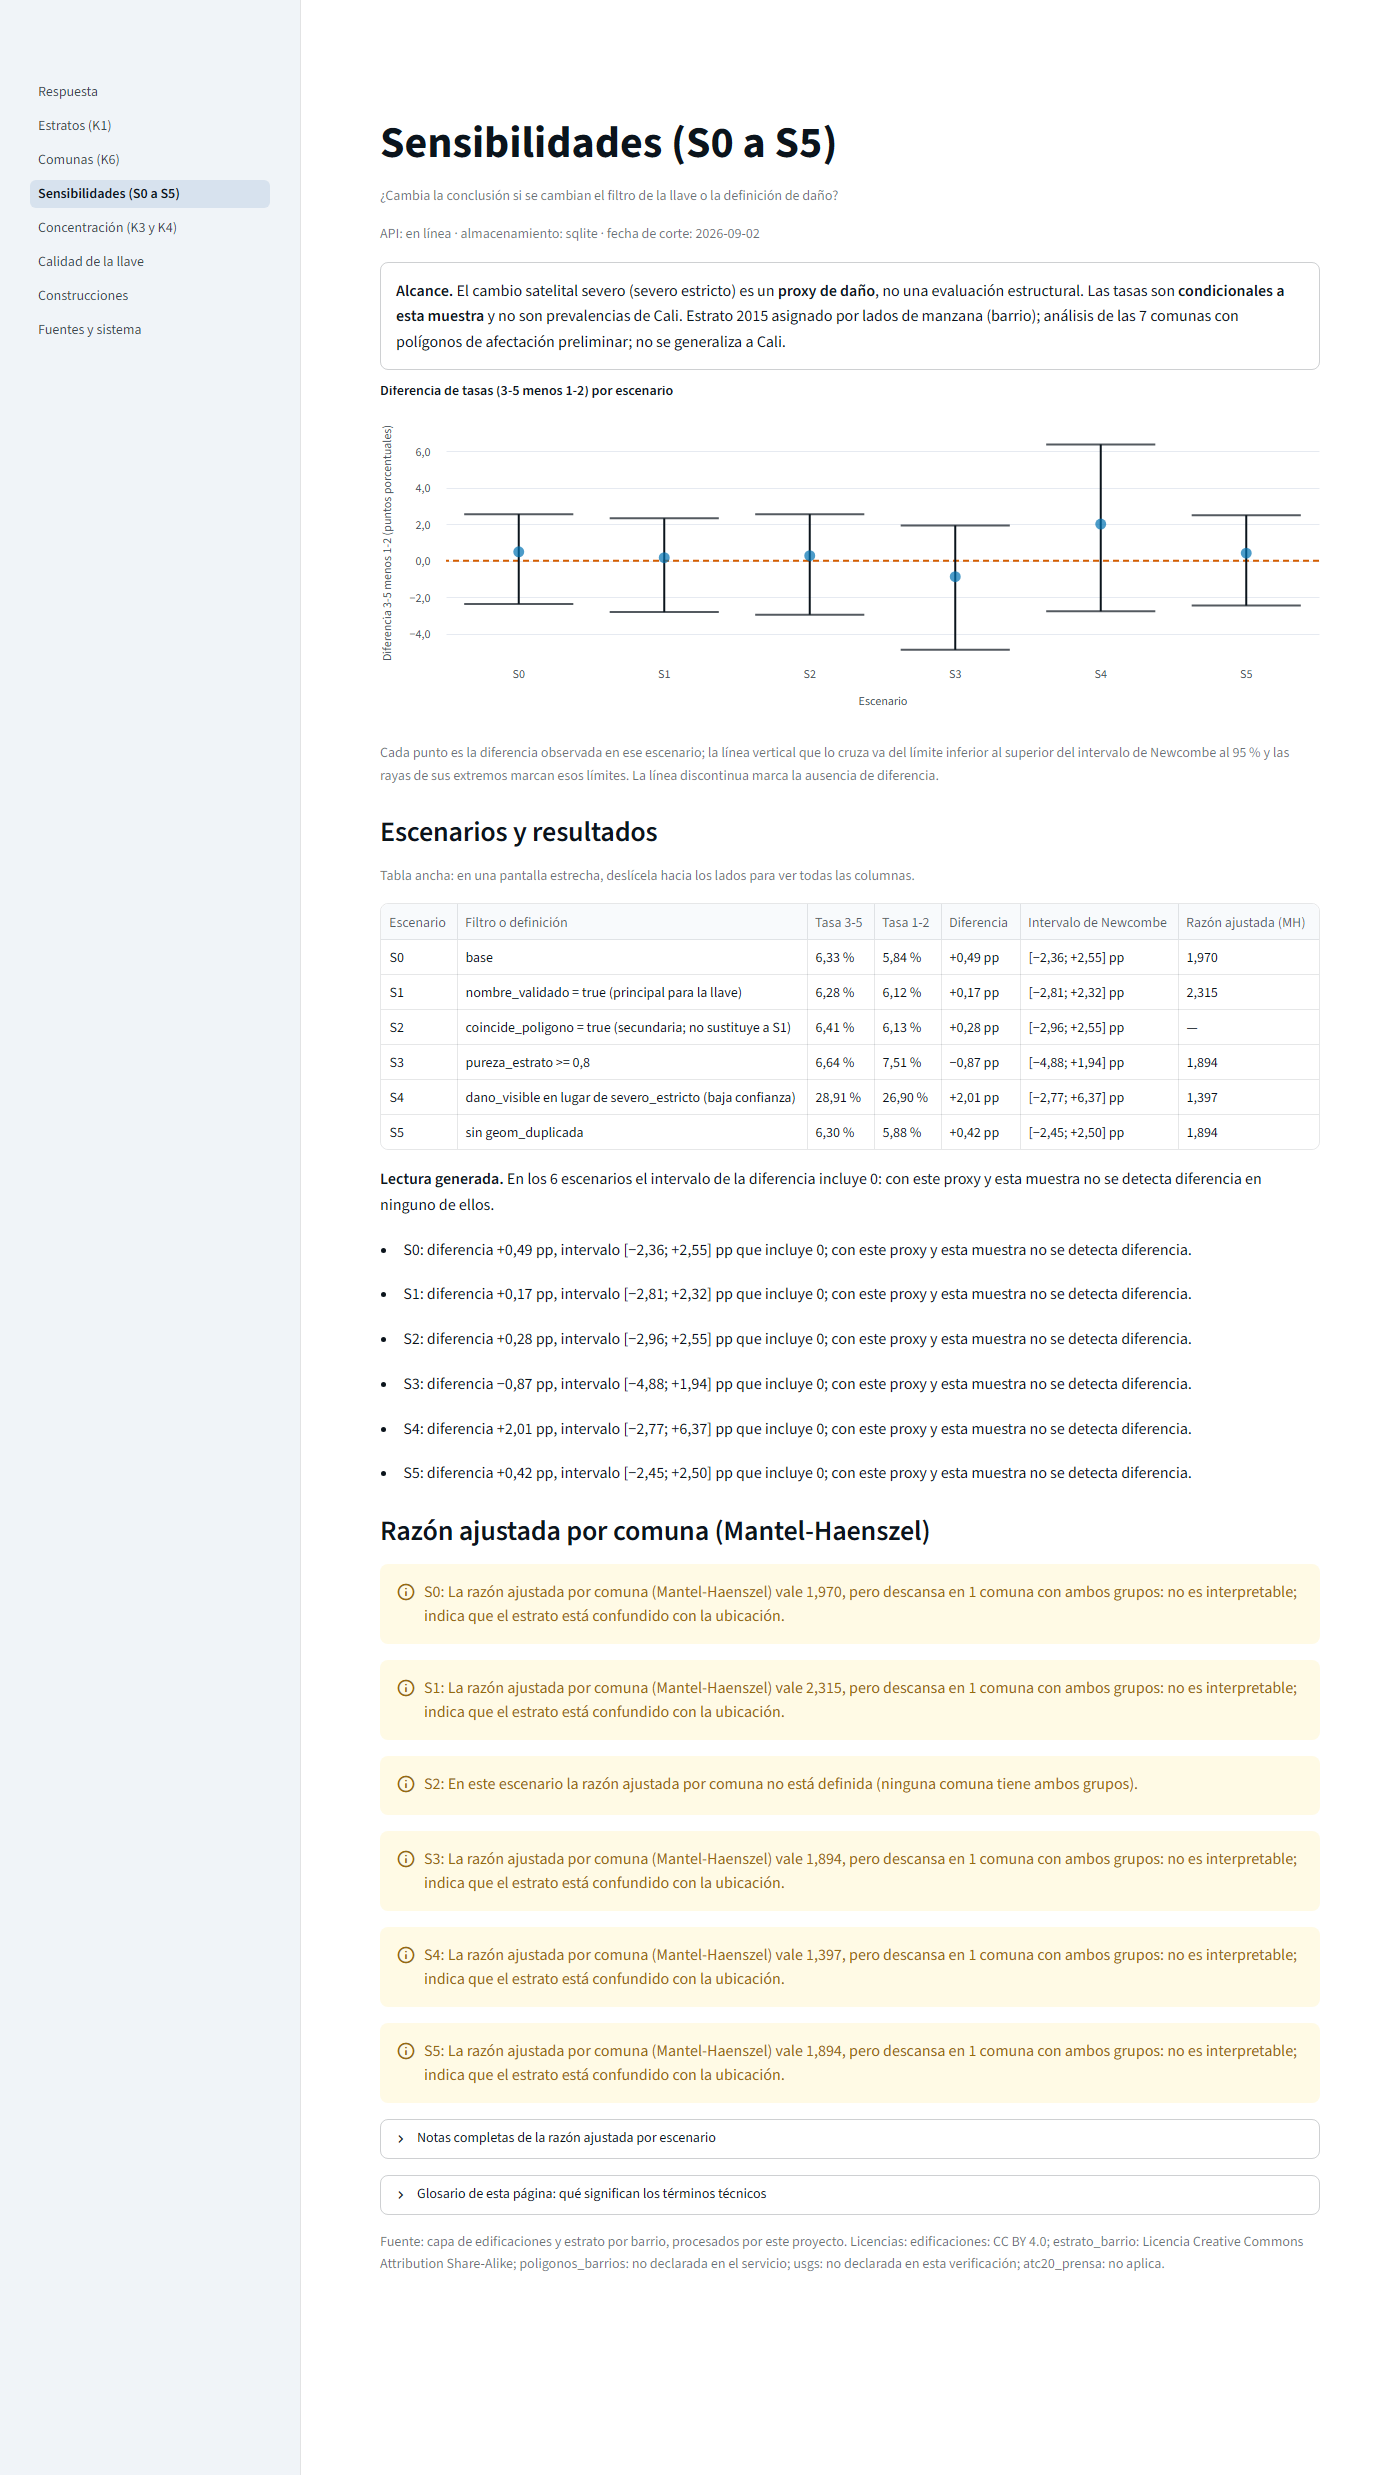 Respuesta
Estratos (K1)
Comunas (K6)
Sensibilidades (S0 a S5)
Concentración (K3 y K4)
Calidad de la llave
Construcciones
Fuentes y sistema
Sensibilidades (S0 a S5)
¿Cambia la conclusión si se cambian el filtro de la llave o la definición de daño?
API: en línea · almacenamiento: sqlite · fecha de corte: 2026-09-02
Alcance. El cambio satelital severo (severo estricto) es un proxy de daño, no una evaluación estructural. Las tasas son condicionales a
esta muestra y no son prevalencias de Cali. Estrato 2015 asignado por lados de manzana (barrio); análisis de las 7 comunas con
polígonos de afectación preliminar; no se generaliza a Cali.
Diferencia de tasas (3-5 menos 1-2) por escenario
Diferencia 3-5 menos 1-2 (puntos porcentuales)
6,0
4,0
2,0
0,0
−2,0
−4,0
S0 S1 S2 S3 S4 S5
Escenario
Cada punto es la diferencia observada en ese escenario; la línea vertical que lo cruza va del límite inferior al superior del intervalo de Newcombe al 95 % y las
rayas de sus extremos marcan esos límites. La línea discontinua marca la ausencia de diferencia.
Escenarios y resultados
Tabla ancha: en una pantalla estrecha, deslícela hacia los lados para ver todas las columnas.
Escenario Filtro o definición Tasa 3-5 Tasa 1-2 Diferencia Intervalo de Newcombe Razón ajustada (MH)
S0 base 6,33 % 5,84 % +0,49 pp [−2,36; +2,55] pp 1,970
S1 nombre_validado = true (principal para la llave) 6,28 % 6,12 % +0,17 pp [−2,81; +2,32] pp 2,315
S2 coincide_poligono = true (secundaria; no sustituye a S1) 6,41 % 6,13 % +0,28 pp [−2,96; +2,55] pp —
S3 pureza_estrato >= 0,8 6,64 % 7,51 % −0,87 pp [−4,88; +1,94] pp 1,894
S4 dano_visible en lugar de severo_estricto (baja confianza) 28,91 % 26,90 % +2,01 pp [−2,77; +6,37] pp 1,397
S5 sin geom_duplicada 6,30 % 5,88 % +0,42 pp [−2,45; +2,50] pp 1,894
Lectura generada. En los 6 escenarios el intervalo de la diferencia incluye 0: con este proxy y esta muestra no se detecta diferencia en
ninguno de ellos.
• S0: diferencia +0,49 pp, intervalo [−2,36; +2,55] pp que incluye 0; con este proxy y esta muestra no se detecta diferencia.
• S1: diferencia +0,17 pp, intervalo [−2,81; +2,32] pp que incluye 0; con este proxy y esta muestra no se detecta diferencia.
• S2: diferencia +0,28 pp, intervalo [−2,96; +2,55] pp que incluye 0; con este proxy y esta muestra no se detecta diferencia.
• S3: diferencia −0,87 pp, intervalo [−4,88; +1,94] pp que incluye 0; con este proxy y esta muestra no se detecta diferencia.
• S4: diferencia +2,01 pp, intervalo [−2,77; +6,37] pp que incluye 0; con este proxy y esta muestra no se detecta diferencia.
• S5: diferencia +0,42 pp, intervalo [−2,45; +2,50] pp que incluye 0; con este proxy y esta muestra no se detecta diferencia.
Razón ajustada por comuna (Mantel-Haenszel)
S0: La razón ajustada por comuna (Mantel-Haenszel) vale 1,970, pero descansa en 1 comuna con ambos grupos: no es interpretable;
indica que el estrato está confundido con la ubicación.
S1: La razón ajustada por comuna (Mantel-Haenszel) vale 2,315, pero descansa en 1 comuna con ambos grupos: no es interpretable;
indica que el estrato está confundido con la ubicación.
S2: En este escenario la razón ajustada por comuna no está definida (ninguna comuna tiene ambos grupos).
S3: La razón ajustada por comuna (Mantel-Haenszel) vale 1,894, pero descansa en 1 comuna con ambos grupos: no es interpretable;
indica que el estrato está confundido con la ubicación.
S4: La razón ajustada por comuna (Mantel-Haenszel) vale 1,397, pero descansa en 1 comuna con ambos grupos: no es interpretable;
indica que el estrato está confundido con la ubicación.
S5: La razón ajustada por comuna (Mantel-Haenszel) vale 1,894, pero descansa en 1 comuna con ambos grupos: no es interpretable;
indica que el estrato está confundido con la ubicación.
Notas completas de la razón ajustada por escenario
Glosario de esta página: qué significan los términos técnicos
Fuente: capa de edificaciones y estrato por barrio, procesados por este proyecto. Licencias: edificaciones: CC BY 4.0; estrato_barrio: Licencia Creative Commons
Attribution Share-Alike; poligonos_barrios: no declarada en el servicio; usgs: no declarada en esta verificación; atc20_prensa: no aplica.